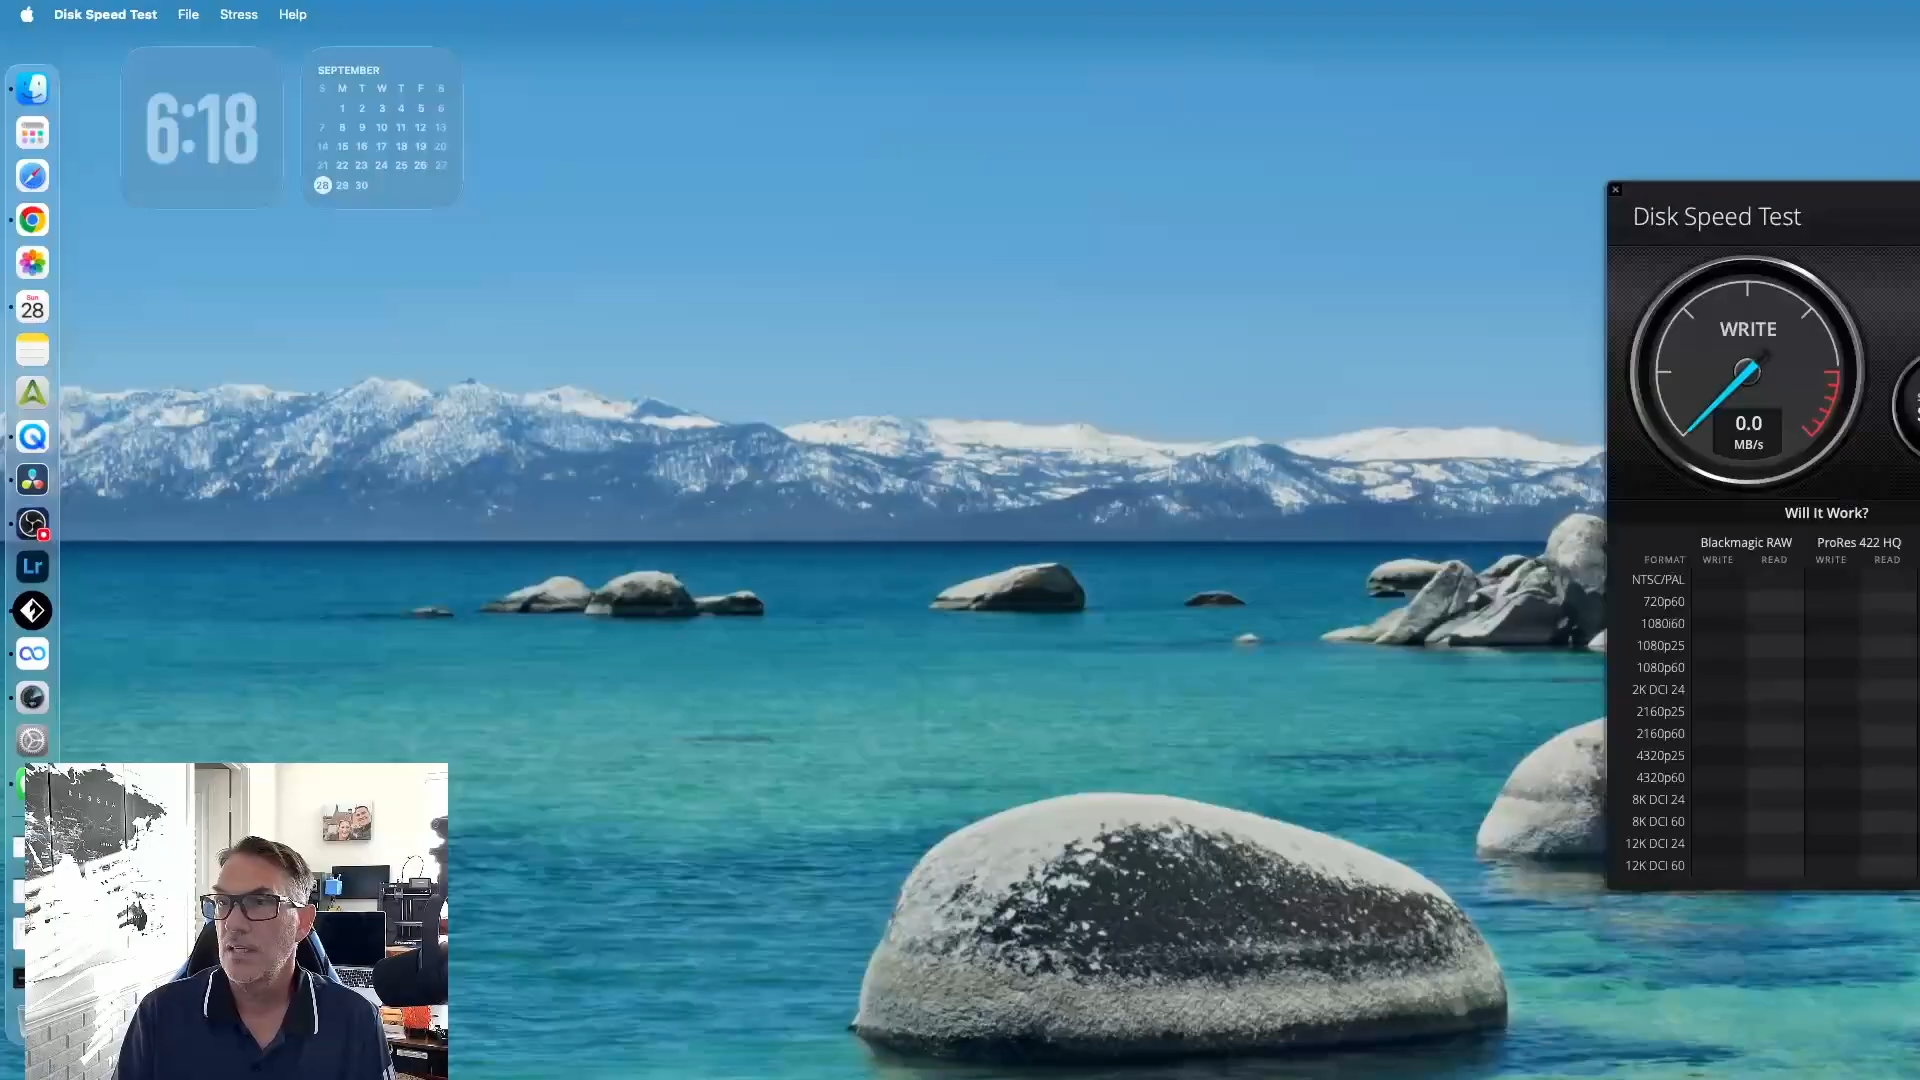 Disk Speed Test File Stress Help
6:18
SEPTEMBER
S M T W T F S
1 2 3 4 5 6
7 8 9 10 11 12 13
14 15 16 17 18 19 20
21 22 23 24 25 26 27
28 29 30
Sun
28
Lr
RUSSIA
Disk Speed Test
WRITE
0.0
MB/s
Will It Work?
Blackmagic RAW ProRes 422 HQ
FORMAT WRITE READ WRITE READ
NTSC/PAL
720p60
1080i60
1080p25
1080p60
2K DCI 24
2160p25
2160p60
4320p25
4320p60
8K DCI 24
8K DCI 60
12K DCI 24
12K DCI 60